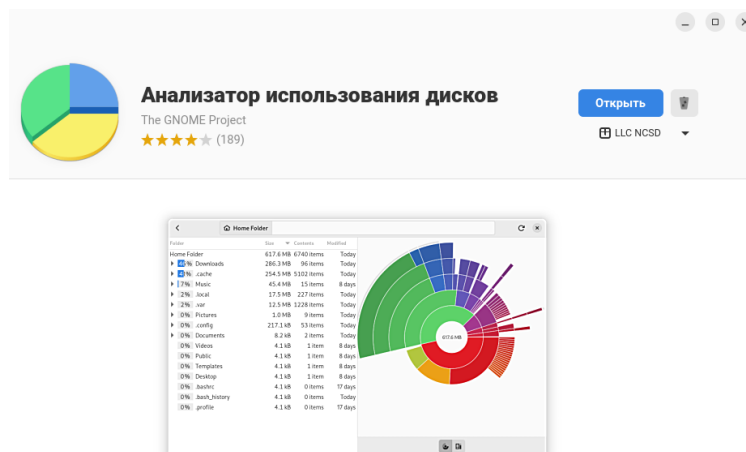 Анализатор использования дисков
The GNOME Project
(189)
Открыть
LLC NCSD
Home Folder
Folder Size Contents Modified
Home Folder 617.6 MB 6740 items Today
Downloads 286.3 MB 96 items Today
.cache 254.5 MB 5102 items Today
7% Music 45.4 MB 15 items 8 days
2% .local 17.5 MB 227 items Today
2% .var 12.5 MB 1228 items Today
0% Pictures 1.0 MB 9 items Today
0% .config 217.1 kB 53 items Today
0% Documents 8.2 kB 2 items Today
0% Videos 4.1 kB 1 item 8 days
0% Public 4.1 kB 1 item 8 days
0% Templates 4.1 kB 1 item 8 days
0% Desktop 4.1 kB 1 item 8 days
0% .bashrc 4.1 kB 0 items 17 days
0% .bash_history 4.1 kB 0 items Today
0% .profile 4.1 kB 0 items 17 days
617.6 MB